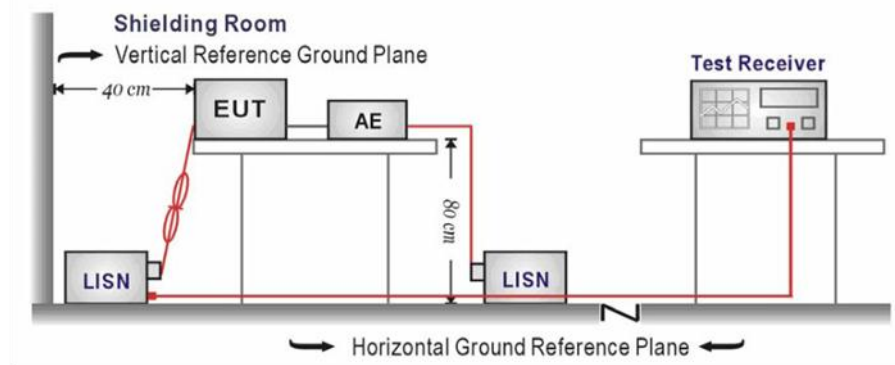 Shielding Room
Vertical Reference Ground Plane
Test Receiver
40 cm
EUT
AE
80 cm
LISN
LISN
Horizontal Ground Reference Plane